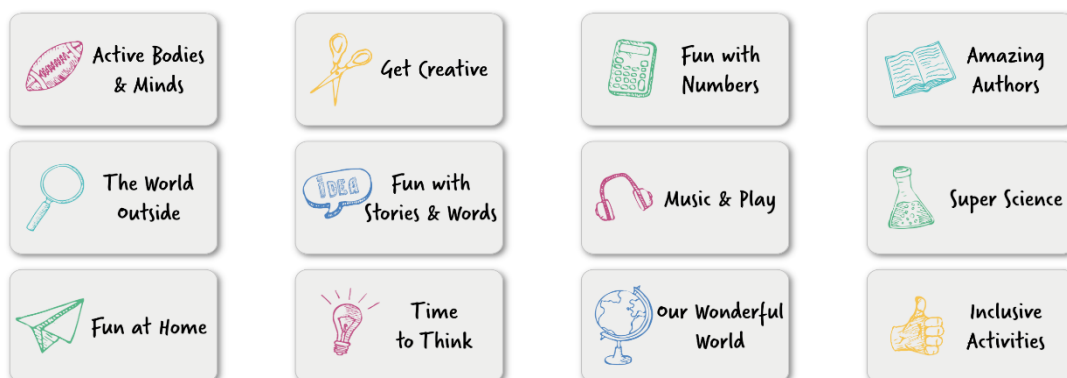 Active Bodies
& Minds
Get Creative
Fun with
Numbers
Amazing
Authors
The World
Outside
IDEA
Fun with
Stories & Words
Music & Play
Super Science
Fun at Home
Time
to Think
Our Wonderful
World
Inclusive
Activities